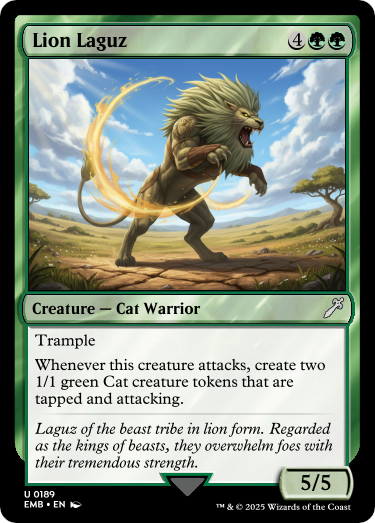 Lion Laguz 4
Creature — Cat Warrior
Trample
Whenever this creature attacks, create two
1/1 green Cat creature tokens that are
tapped and attacking.
Laguz of the beast tribe in lion form. Regarded
as the kings of beasts, they overwhelm foes with
their tremendous strength.
5/5
U 0189
EMB • EN
™ & © 2025 Wizards of the Coast